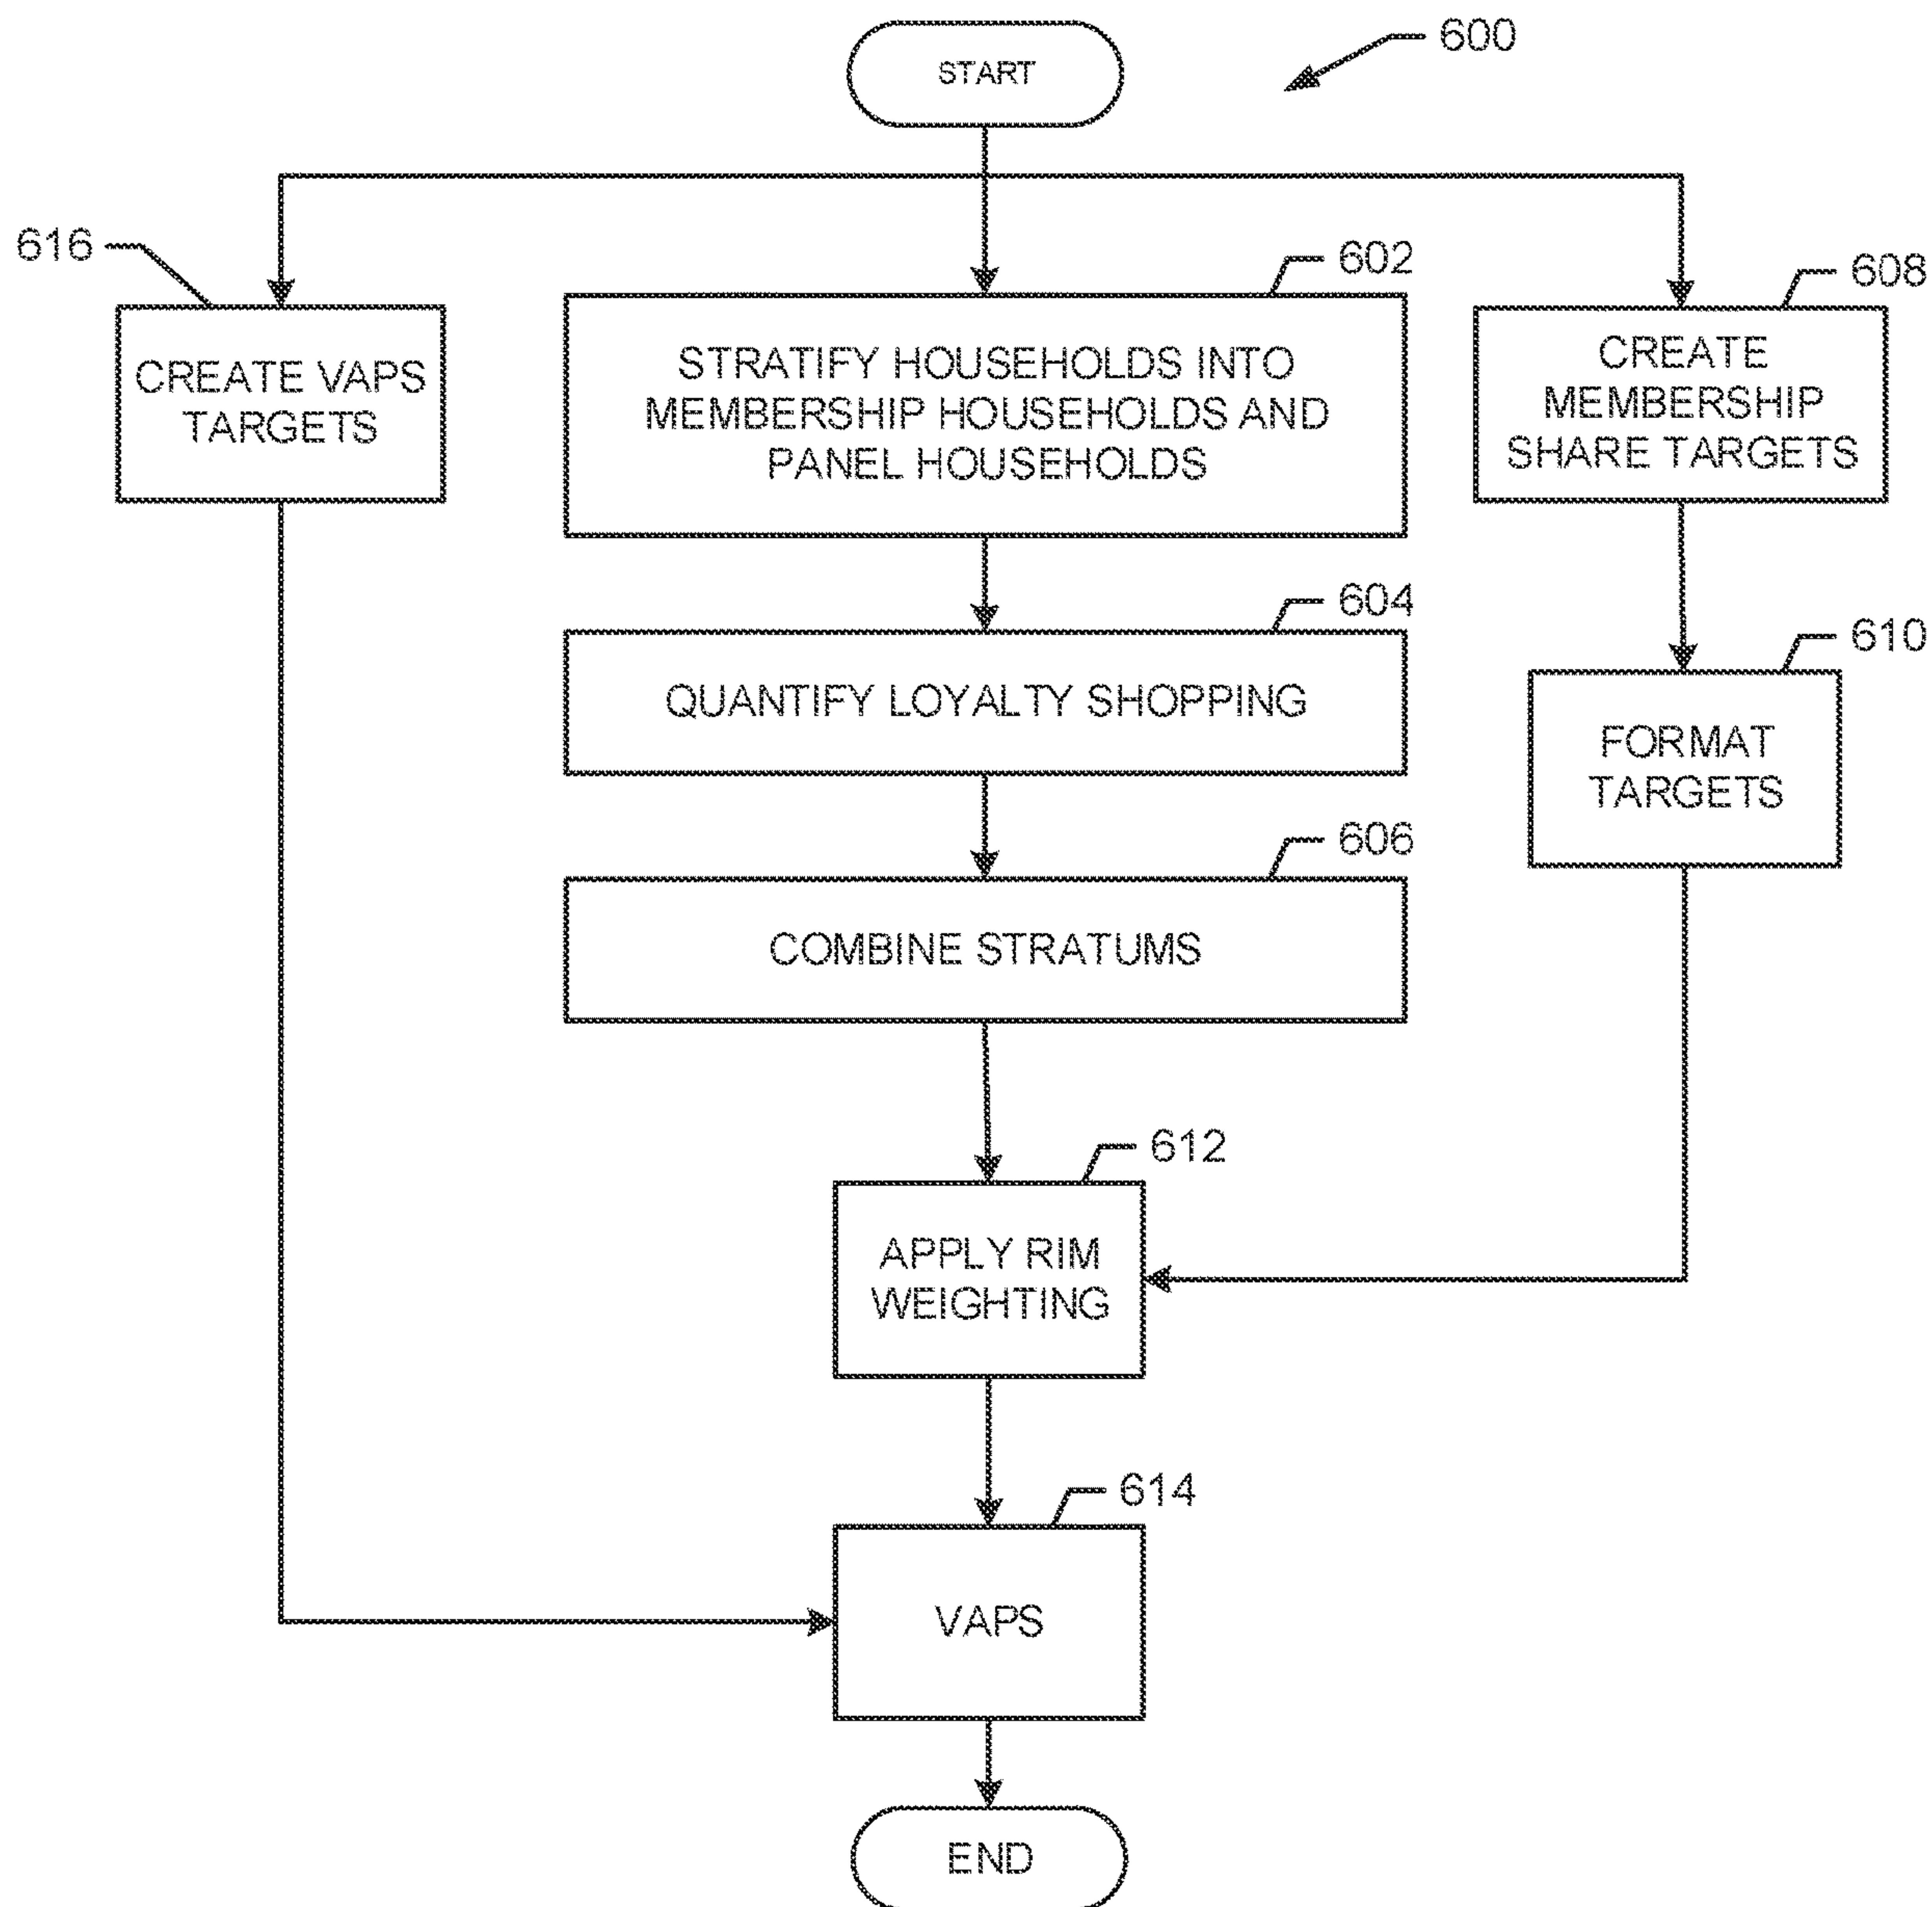 START
600
616
602
608
CREATE VAPS
TARGETS
STRATIFY HOUSEHOLDS INTO
MEMBERSHIP HOUSEHOLDS AND
PANEL HOUSEHOLDS
CREATE
MEMBERSHIP
SHARE TARGETS
604
QUANTIFY LOYALTY SHOPPING
610
FORMAT
TARGETS
606
COMBINE STRATUMS
612
APPLY RIM
WEIGHTING
614
VAPS
END